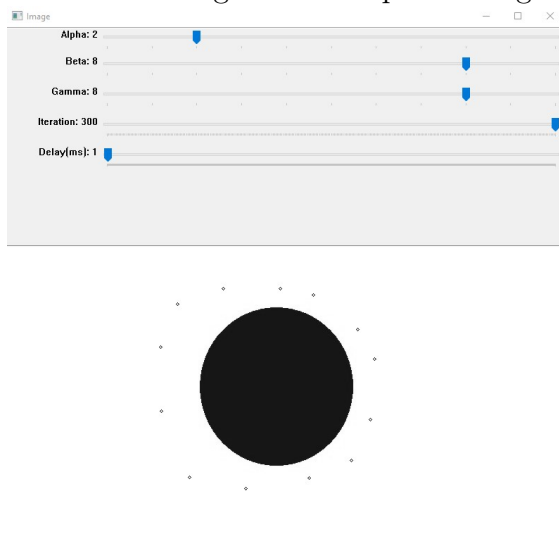 Image
Alpha: 2
Beta: 8
Gamma: 8
Iteration: 300
Delay(ms): 1